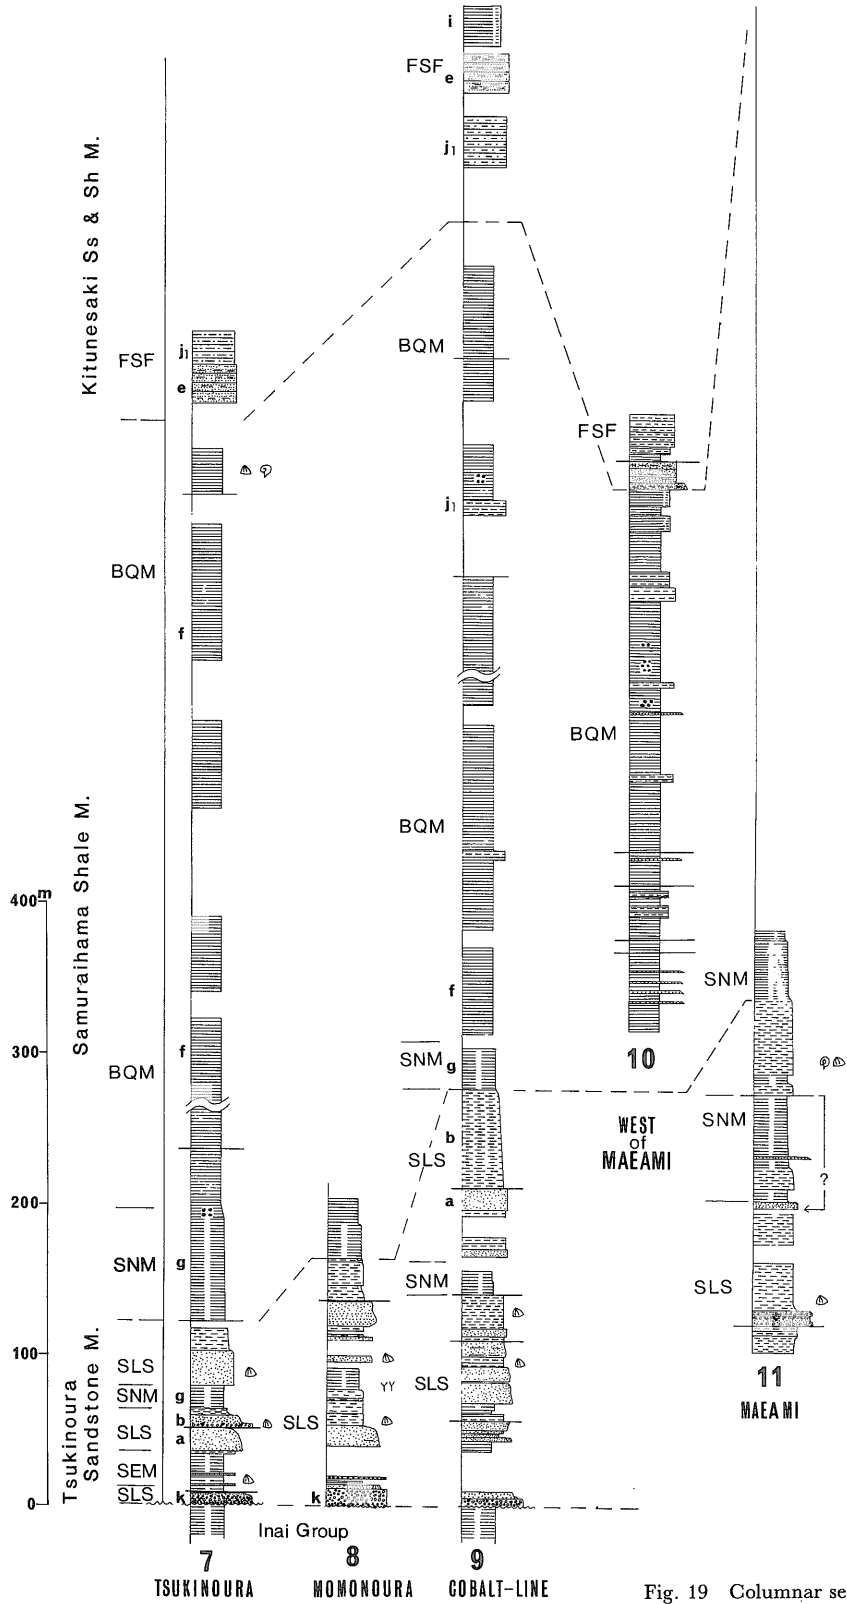 i
FSF e
j1
Kitunesaki Ss & Sh M.
BQM
FSF
j1
e
FSF
BQM
j1
f
BQM
BQM
Samuraihama Shale M.
400m
SNM
f
10
300
f
SNM g
BQM
WEST
of
MAEAMI
SNM
b
SLS
?
a
200
SNM
g
SNM
SLS
Tsukinoura
Sandstone M.
100
SLS
SNM g
YY
SLS
11
MAEAMI
b
SLS
a
SLS
SEM
SLS
k
k
0
Inai Group
7
8
9
TSUKINOURA
MOMONOURA
COBALT-LINE
Fig. 19 Columnar se